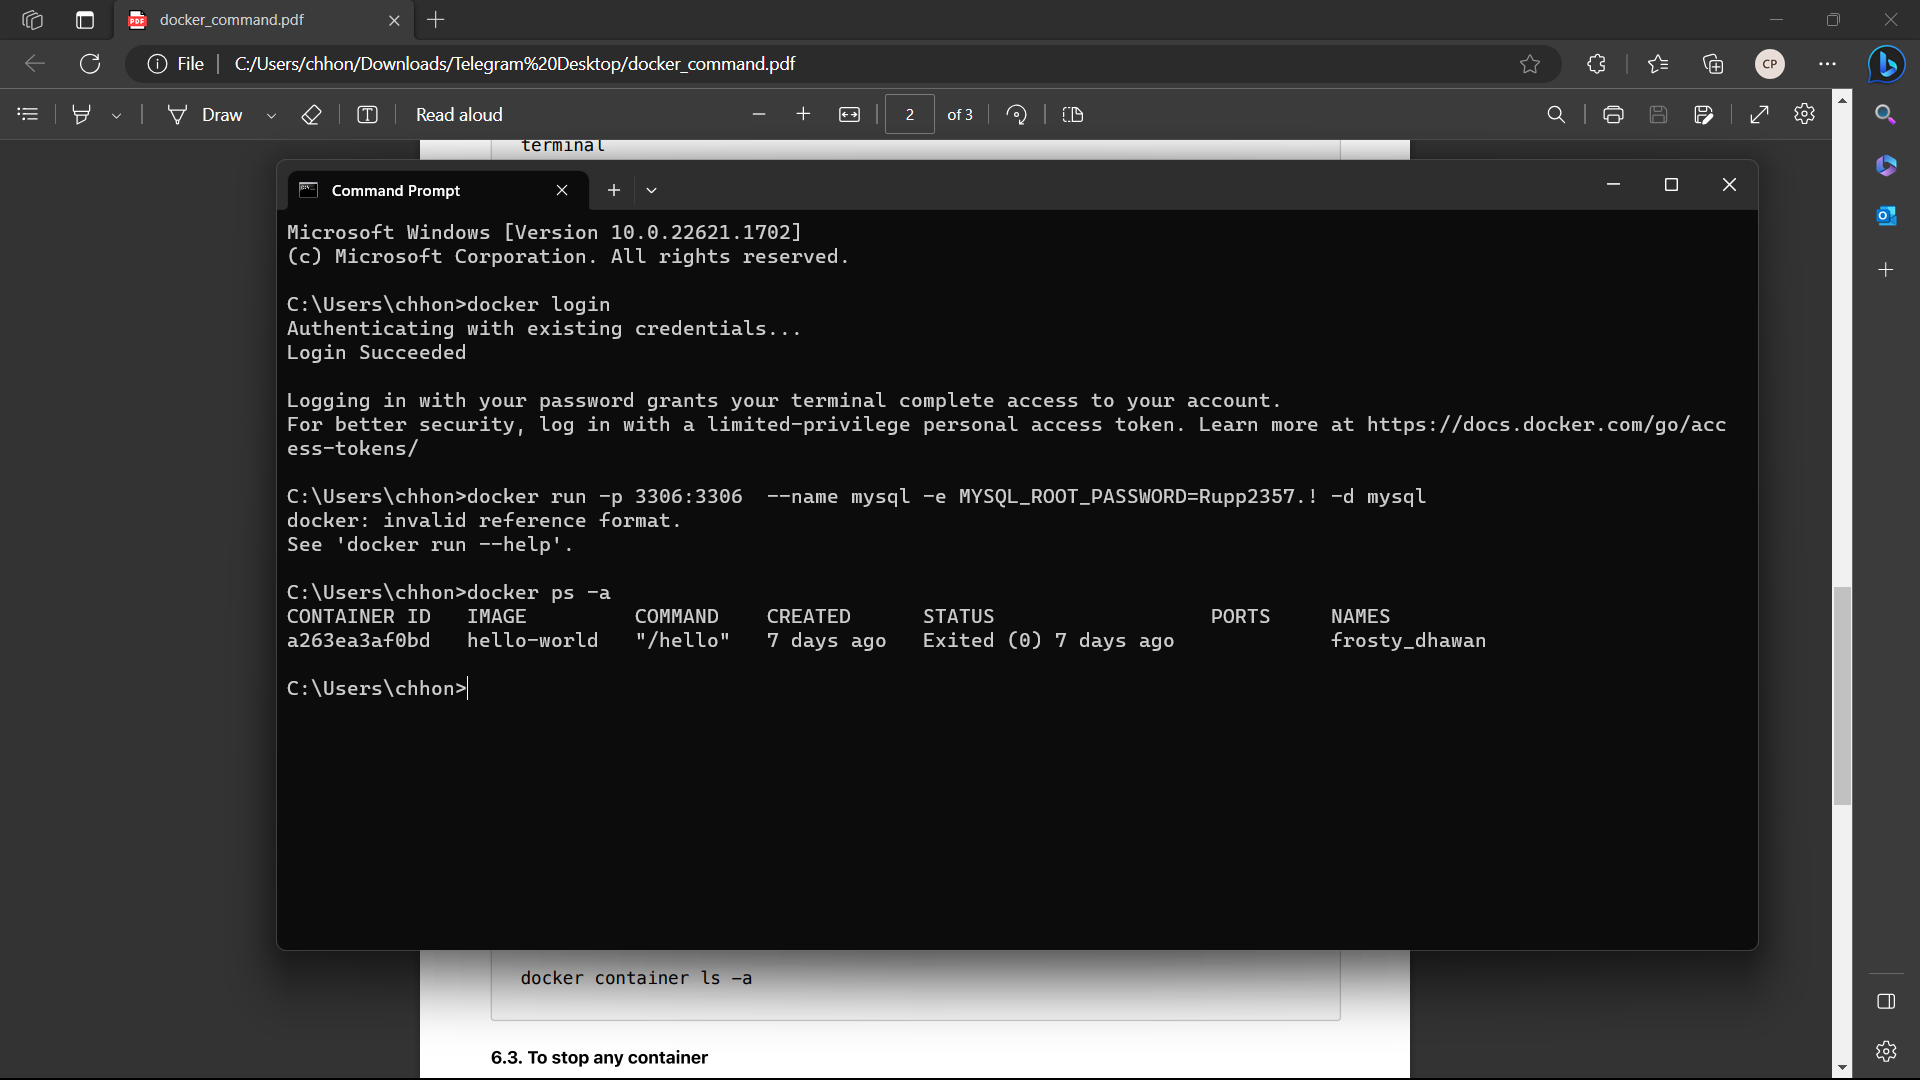 docker_command.pdf
File
C:/Users/chhon/Downloads/Telegram%20Desktop/docker_command.pdf
CP
Draw
Read aloud
2 of 3
terminal
Command Prompt
Microsoft Windows [Version 10.0.22621.1702]
(c) Microsoft Corporation. All rights reserved.
C:\Users\chhon>docker login
Authenticating with existing credentials...
Login Succeeded
Logging in with your password grants your terminal complete access to your account.
For better security, log in with a limited-privilege personal access token. Learn more at https://docs.docker.com/go/acc
ess-tokens/
C:\Users\chhon>docker run -p 3306:3306  --name mysql -e MYSQL_ROOT_PASSWORD=Rupp2357.! -d mysql
docker: invalid reference format.
See 'docker run --help'.
C:\Users\chhon>docker ps -a
CONTAINER ID   IMAGE         COMMAND    CREATED      STATUS                  PORTS     NAMES
a263ea3af0bd   hello-world   "/hello"   7 days ago   Exited (0) 7 days ago             frosty_dhawan
C:\Users\chhon>
docker container ls -a
6.3. To stop any container